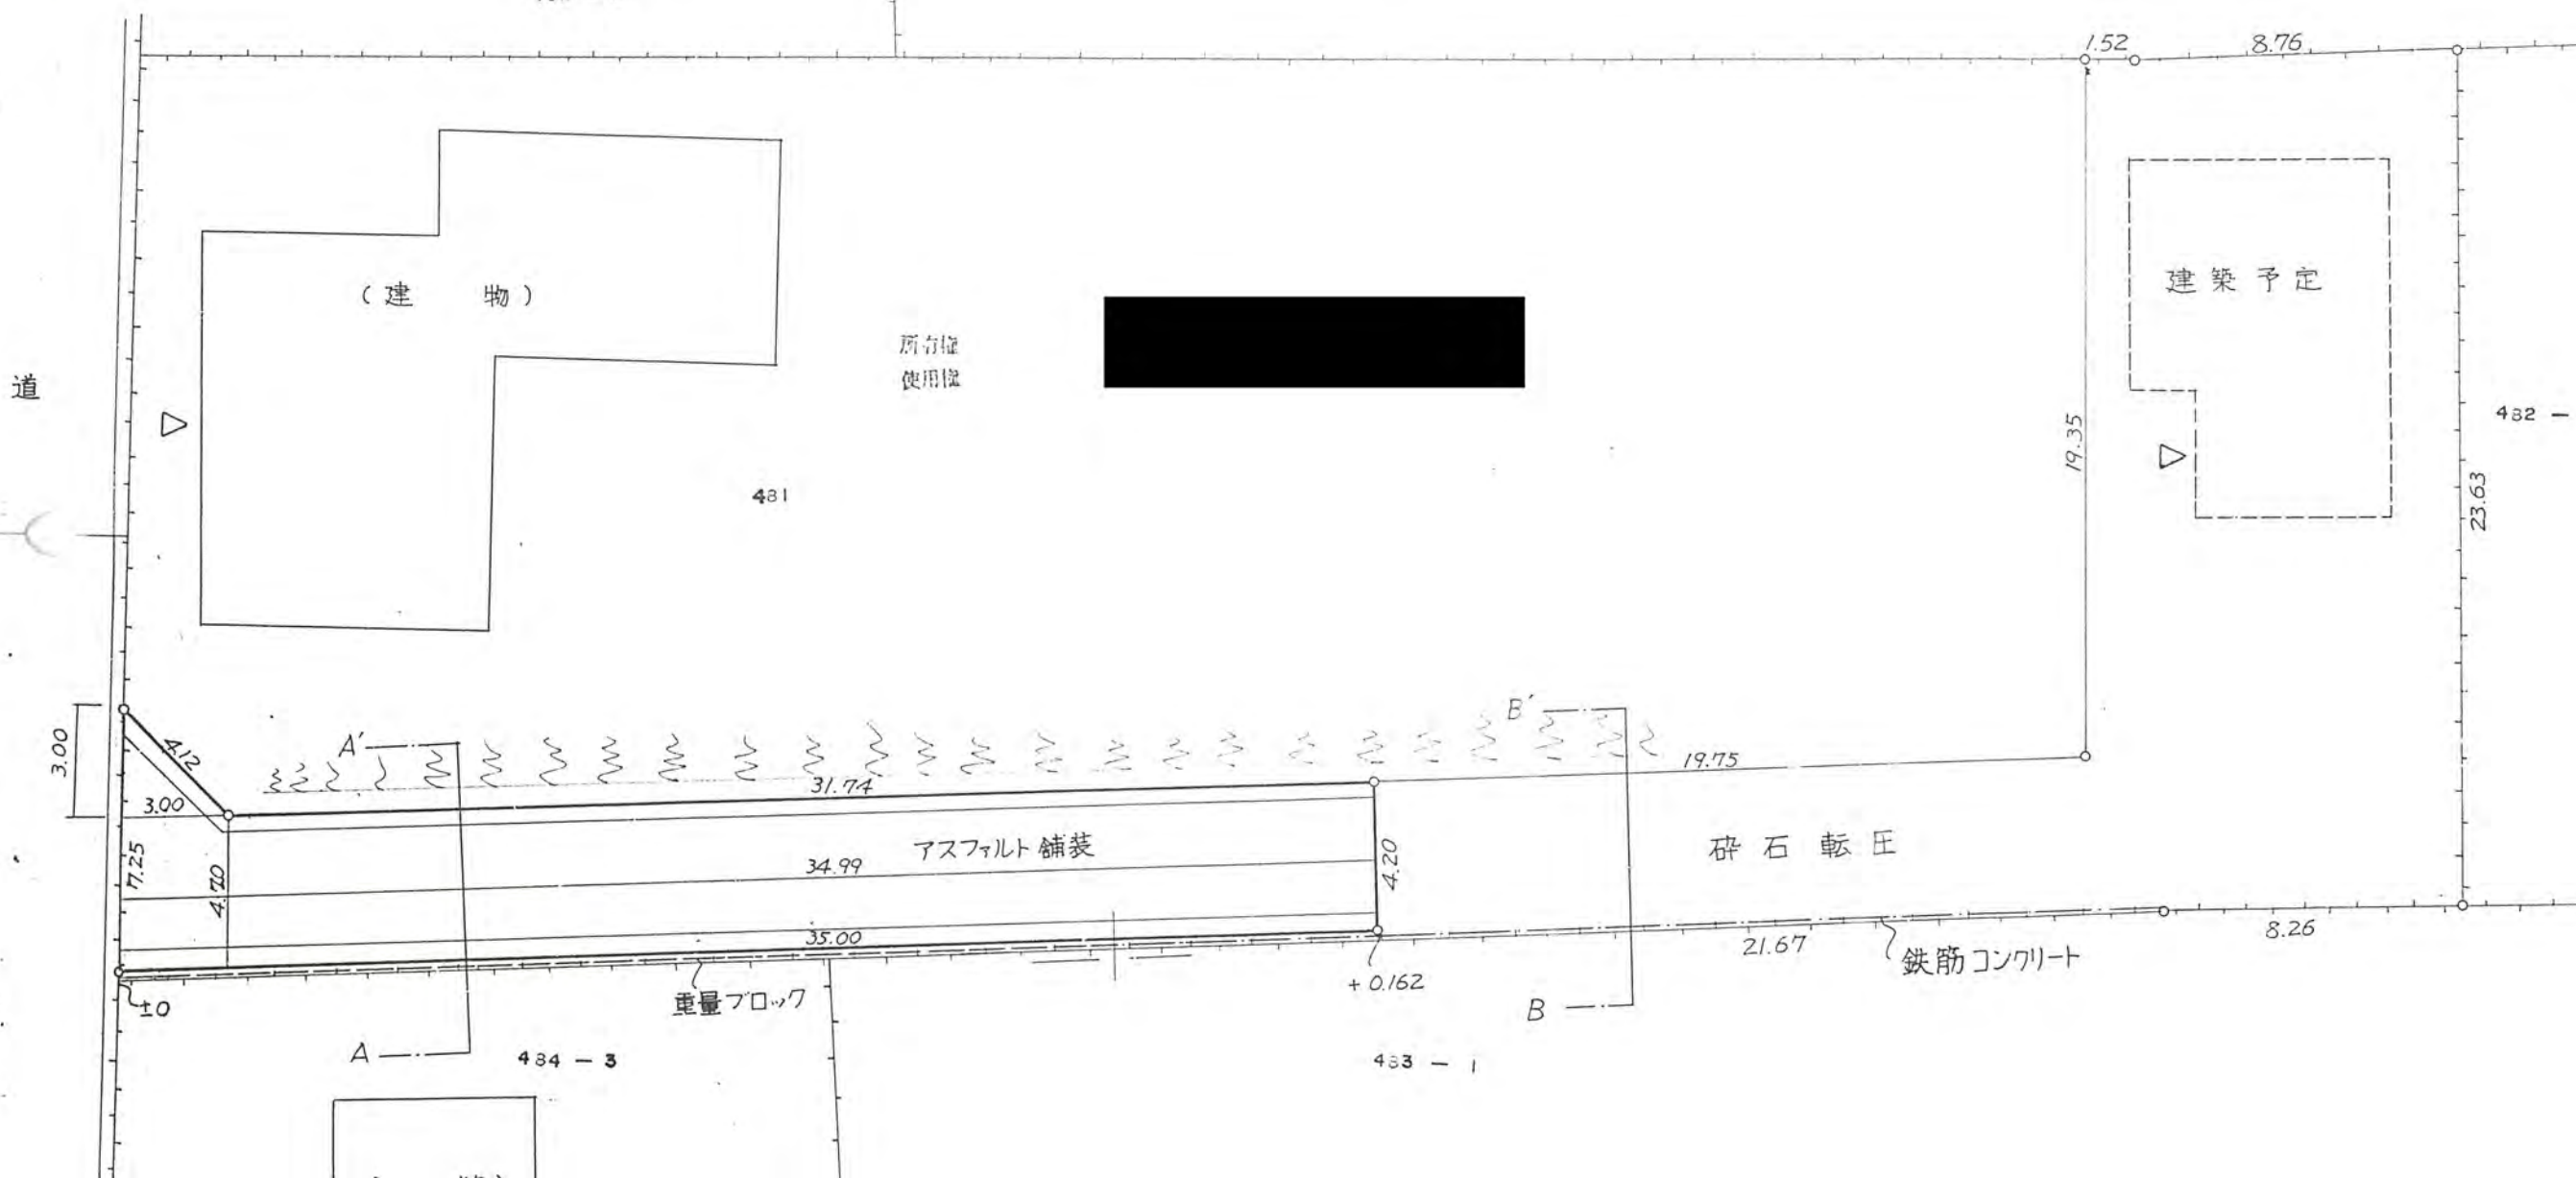 1.52
8.76
(建 物)
建築予定
所有権
使用権
道
482 -
19.35
481
23.63
B'
A'
3.00
4.12
19.75
31.74
3.00
アスファルト舗装
砕石転圧
7.25
4.70
34.99
4.20
35.00
21.67
8.26
鉄筋コンクリート
±0
重量ブロック
+0.162
B
A
484 - 3
483 - 1